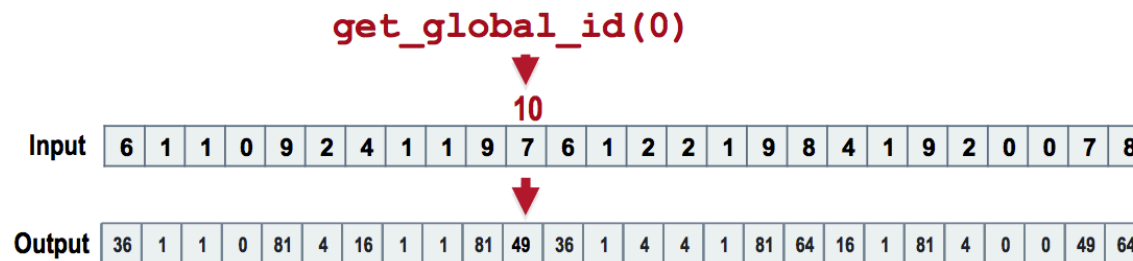 get_global_id(0)
10
Input 6 1 1 0 9 2 4 1 1 9 7 6 1 2 2 1 9 8 4 1 9 2 0 0 7 8
Output 36 1 1 0 81 4 16 1 1 81 49 36 1 4 4 1 81 64 16 1 81 4 0 0 49 64